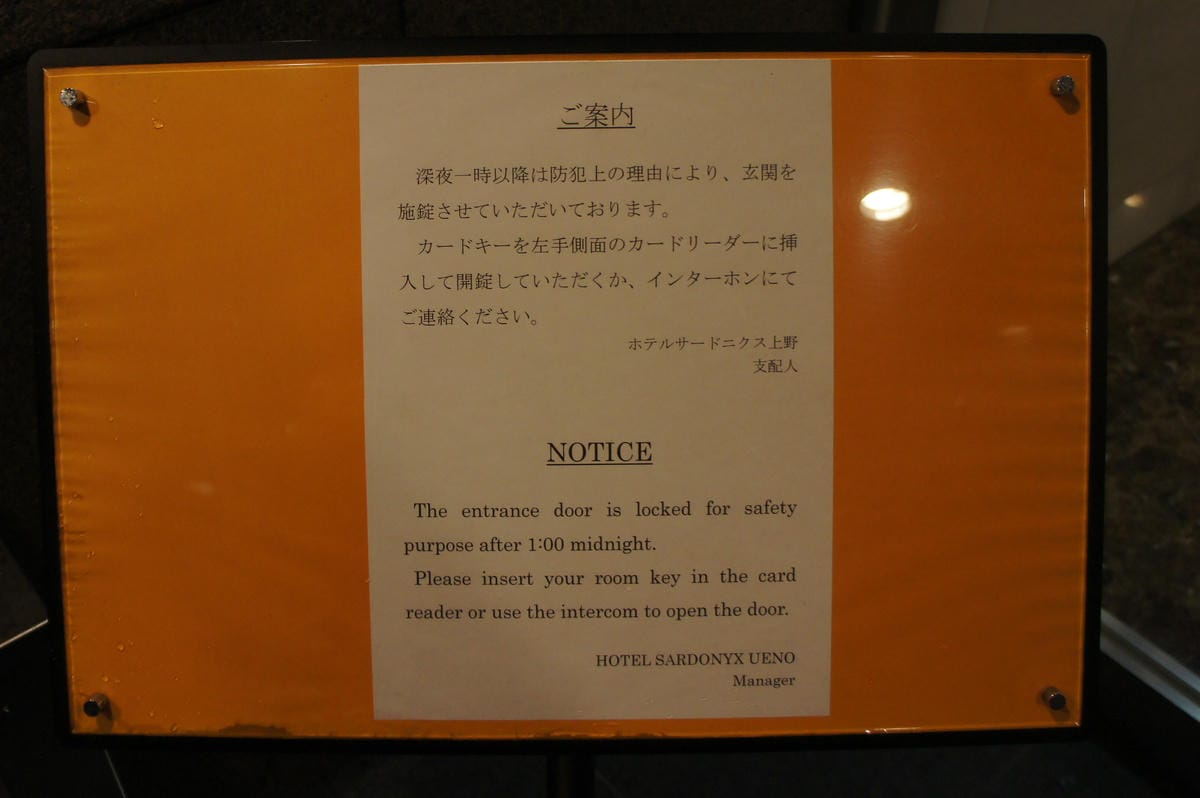 ご案内
深夜一時以降は防犯上の理由により、玄関を
施錠させていただいております。
カードキーを左手側面のカードリーダーに挿
入して開錠していただくか、インターホンにて
ご連絡ください。
ホテルサードニクス上野
支配人
NOTICE
The entrance door is locked for safety
purpose after 1:00 midnight.
Please insert your room key in the card
reader or use the intercom to open the door.
HOTEL SARDONYX UENO
Manager